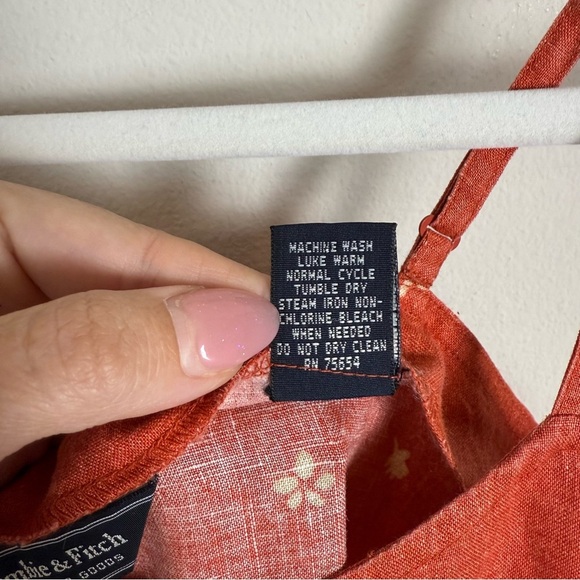 MACHINE WASH
LUKE WARM
NORMAL CYCLE
TUMBLE DRY
STEAM IRON NON-
CHLORINE BLEACH
WHEN NEEDED
DO NOT DRY CLEAN
RN 75654
& Fitch
GOODS